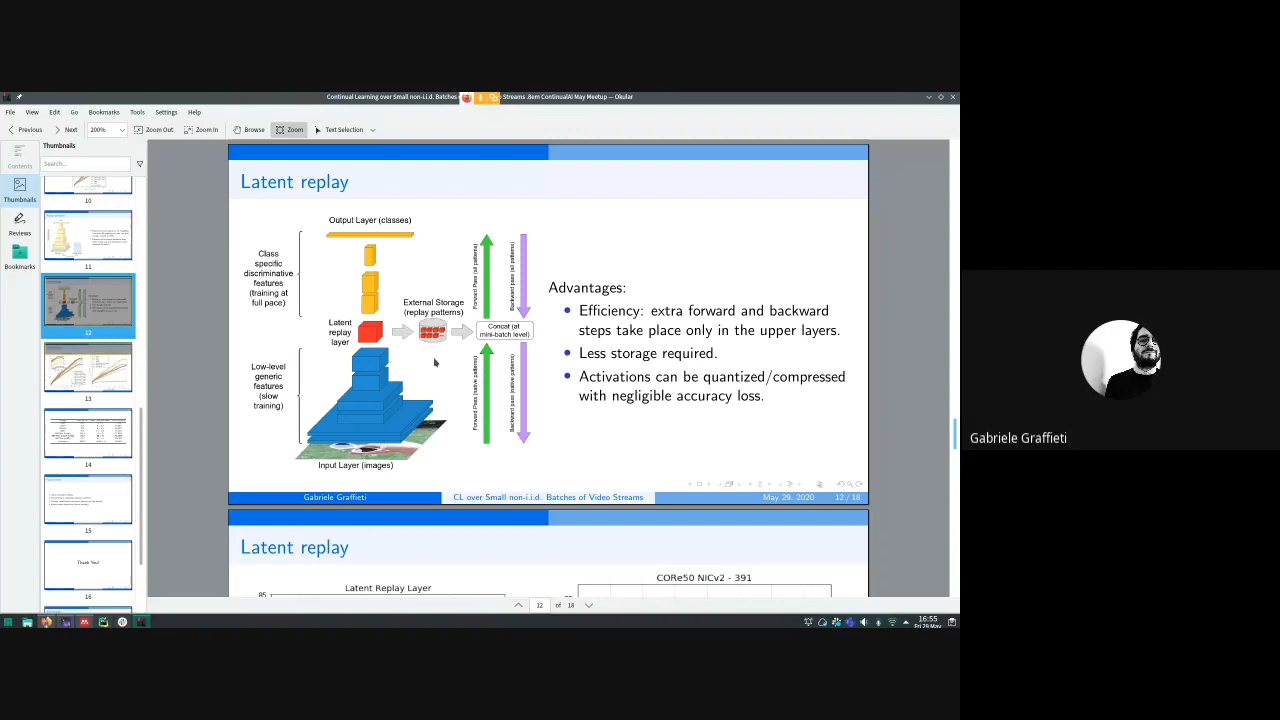 Continual Learning over Small non-i.i.d. Batches
Streams .8em ContinualAI May Meetup — Okular
File View Edit Go Bookmarks Tools Settings Help
Previous Next 200% Zoom Out Zoom In Browse Zoom Text Selection
Contents
Thumbnails
Reviews
Bookmarks
Thumbnails
Search...
10
11
12
13
14
15
Thank You!
16
Latent replay
Output Layer (classes)
Class
specific
discriminative
features
(training at
full pace)
External Storage
(replay patterns)
Latent
replay
layer
Concat (at
mini-batch level)
Low-level
generic
features
(slow
training)
Input Layer (images)
Forward Pass (all patterns)
Backward pass (all patterns)
Forward Pass (native patterns)
Backward pass (native patterns)
Advantages:
Efficiency: extra forward and backward
steps take place only in the upper layers.
Less storage required.
Activations can be quantized/compressed
with negligible accuracy loss.
Gabriele Graffieti CL over Small non-i.i.d. Batches of Video Streams May 29, 2020 12 / 18
Latent replay
Latent Replay Layer
CORe50 NICv2 - 391
85
12 of 18
16:55
Fri 29 May
Gabriele Graffieti